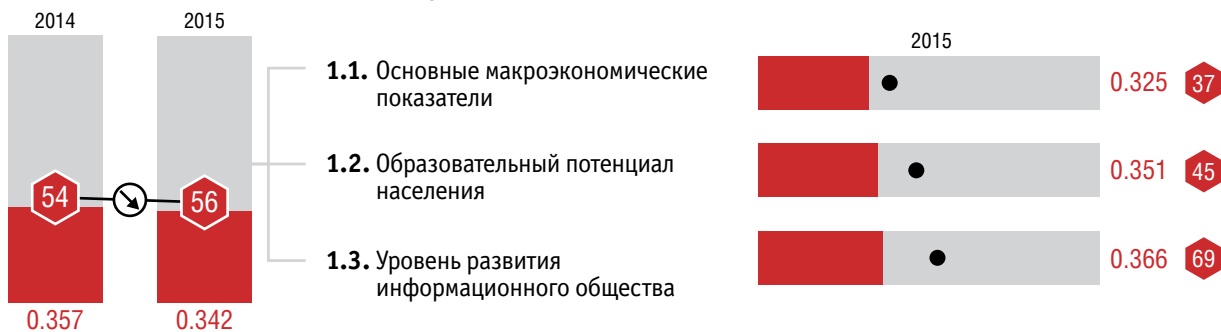 2014 2015
54 56
0.357 0.342
1.1. Основные макроэкономические
показатели
1.2. Образовательный потенциал
населения
1.3. Уровень развития
информационного общества
2015
0.325 37
0.351 45
0.366 69